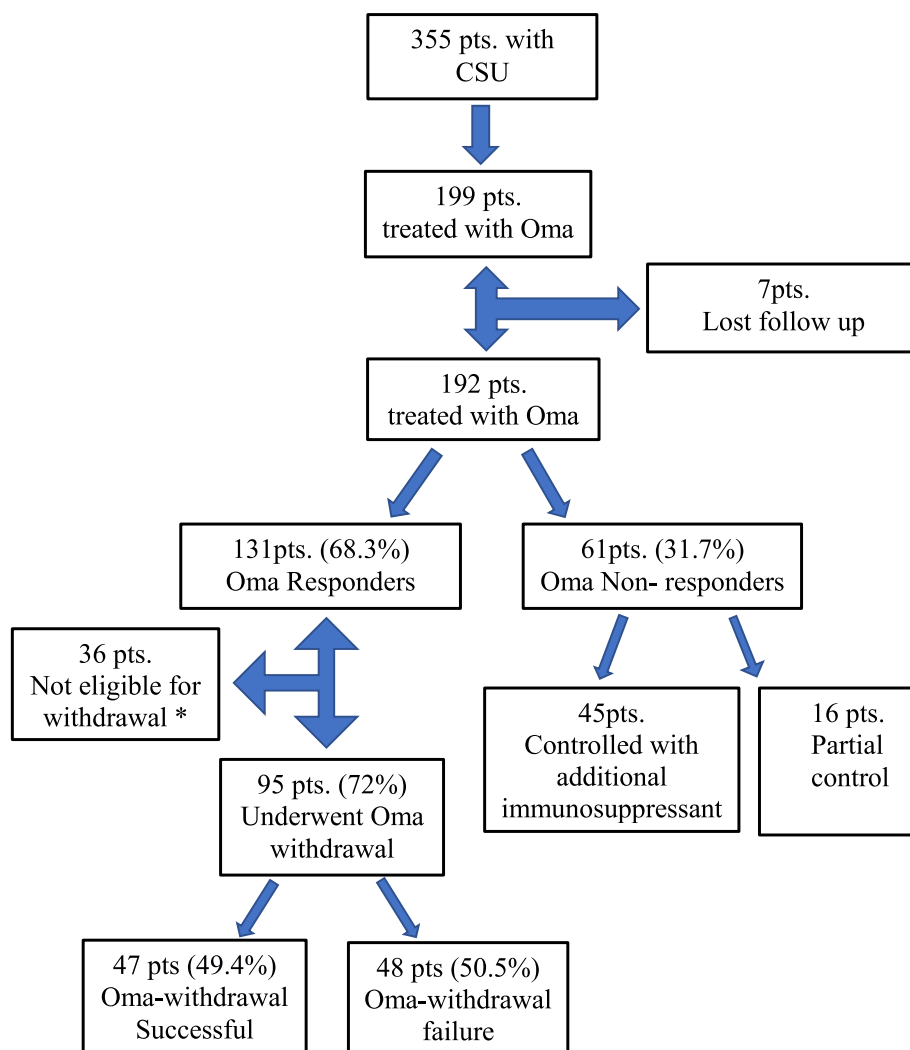 355 pts. with
CSU
199 pts.
treated with Oma
7pts.
Lost follow up
192 pts.
treated with Oma
131pts. (68.3%)
Oma Responders
61pts. (31.7%)
Oma Non- responders
36 pts.
Not eligible for
withdrawal *
45pts.
Controlled with
additional
immunosuppressant
16 pts.
Partial
control
95 pts. (72%)
Underwent Oma
withdrawal
47 pts (49.4%)
Oma-withdrawal
Successful
48 pts (50.5%)
Oma-withdrawal
failure